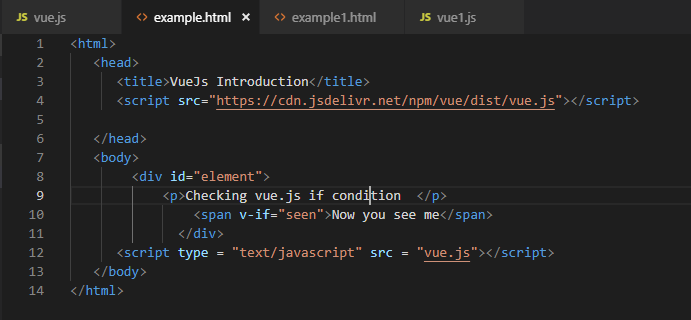 JS vue.js <> example.html × <> example1.html JS vue1.js
1 <html>
2 <head>
3 <title>VueJs Introduction</title>
4 <script src="https://cdn.jsdelivr.net/npm/vue/dist/vue.js"></script>
5
6 </head>
7 <body>
8 <div id="element">
9 <p>Checking vue.js if condition  </p>
10 <span v-if="seen">Now you see me</span>
11 </div>
12 <script type = "text/javascript" src = "vue.js"></script>
13 </body>
14 </html>